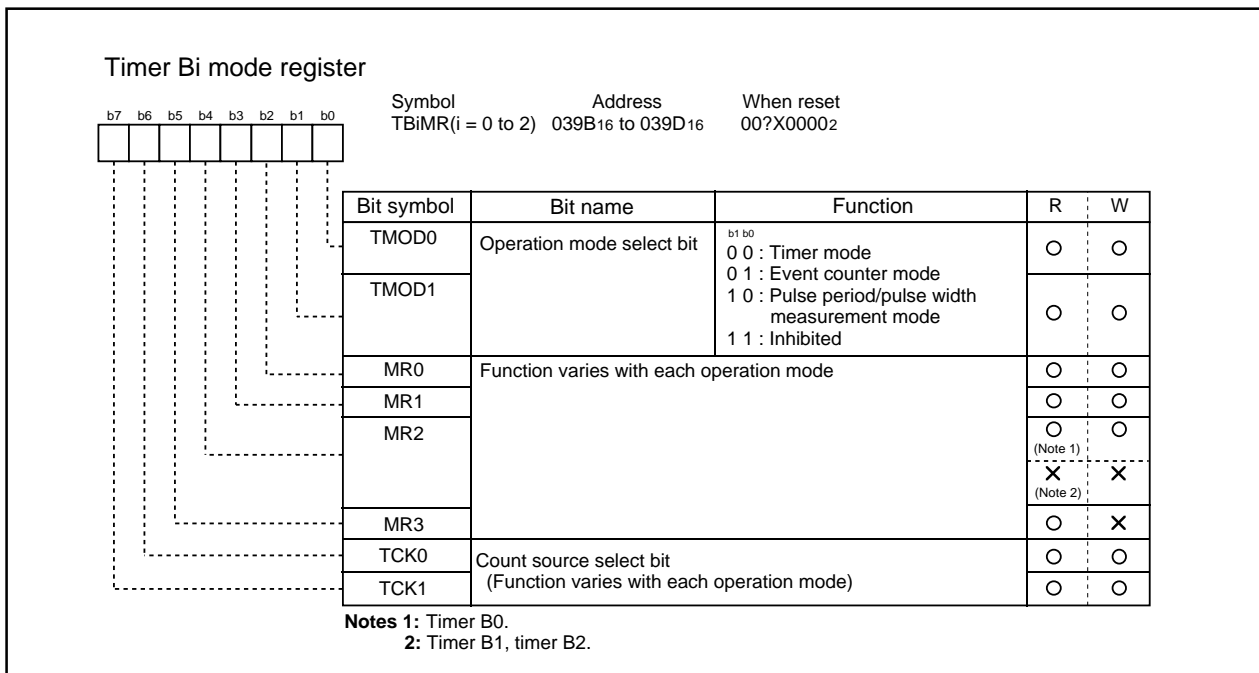 Timer Bi mode register
Symbol Address When reset
TBiMR(i = 0 to 2) 039B16 to 039D16 00?X00002
b7 b6 b5 b4 b3 b2 b1 b0
Bit symbol Bit name Function R W
TMOD0 Operation mode select bit b1 b0
0 0 : Timer mode
0 1 : Event counter mode
TMOD1 1 0 : Pulse period/pulse width
measurement mode
1 1 : Inhibited
MR0 Function varies with each operation mode
MR1
MR2
(Note 1)
(Note 2)
MR3
TCK0 Count source select bit
TCK1 (Function varies with each operation mode)
Notes 1: Timer B0.
2: Timer B1, timer B2.